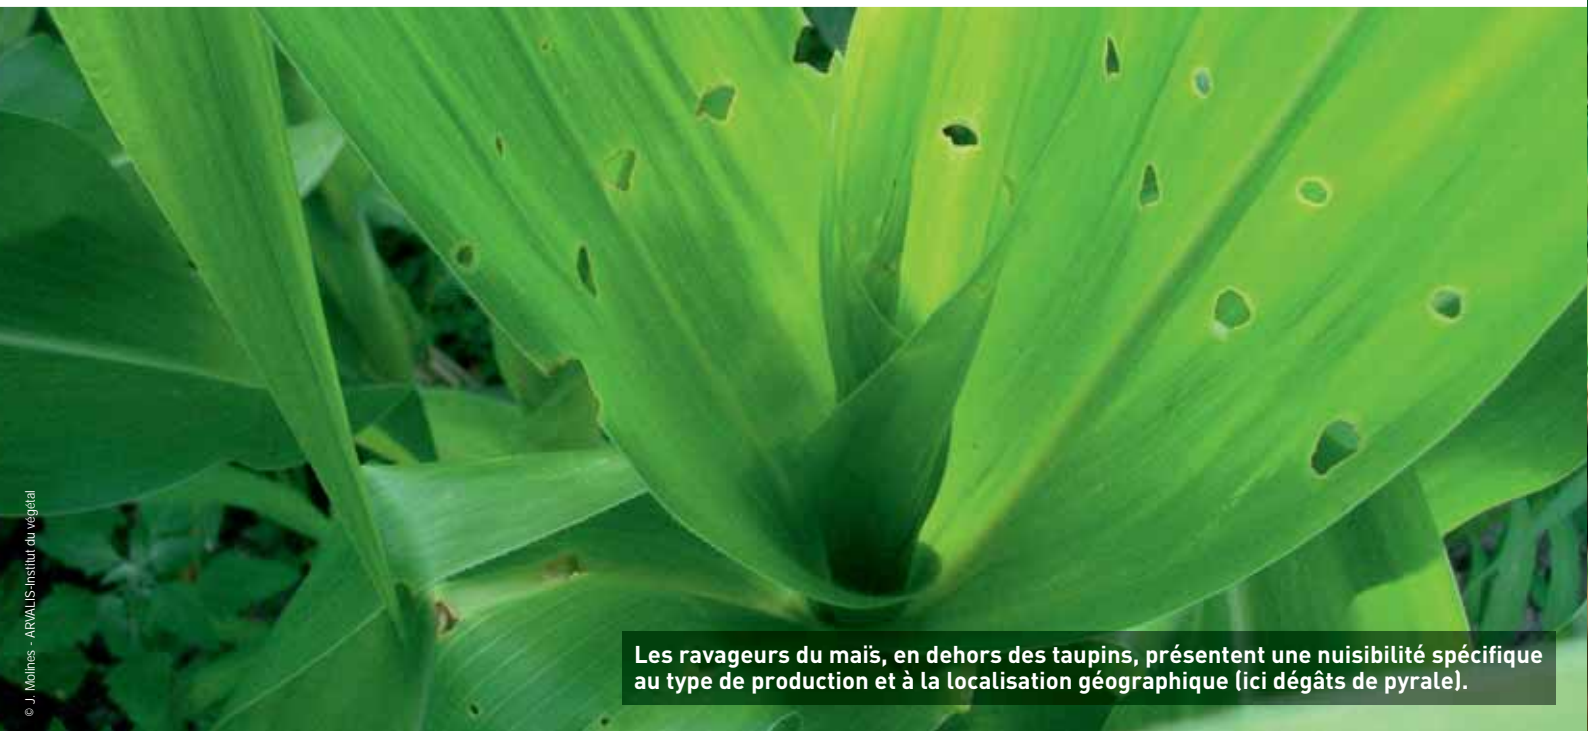 © J. Molines - ARVALIS-Institut du végétal
Les ravageurs du maïs, en dehors des taupins, présentent une nuisibilité spécifique
au type de production et à la localisation géographique (ici dégâts de pyrale).